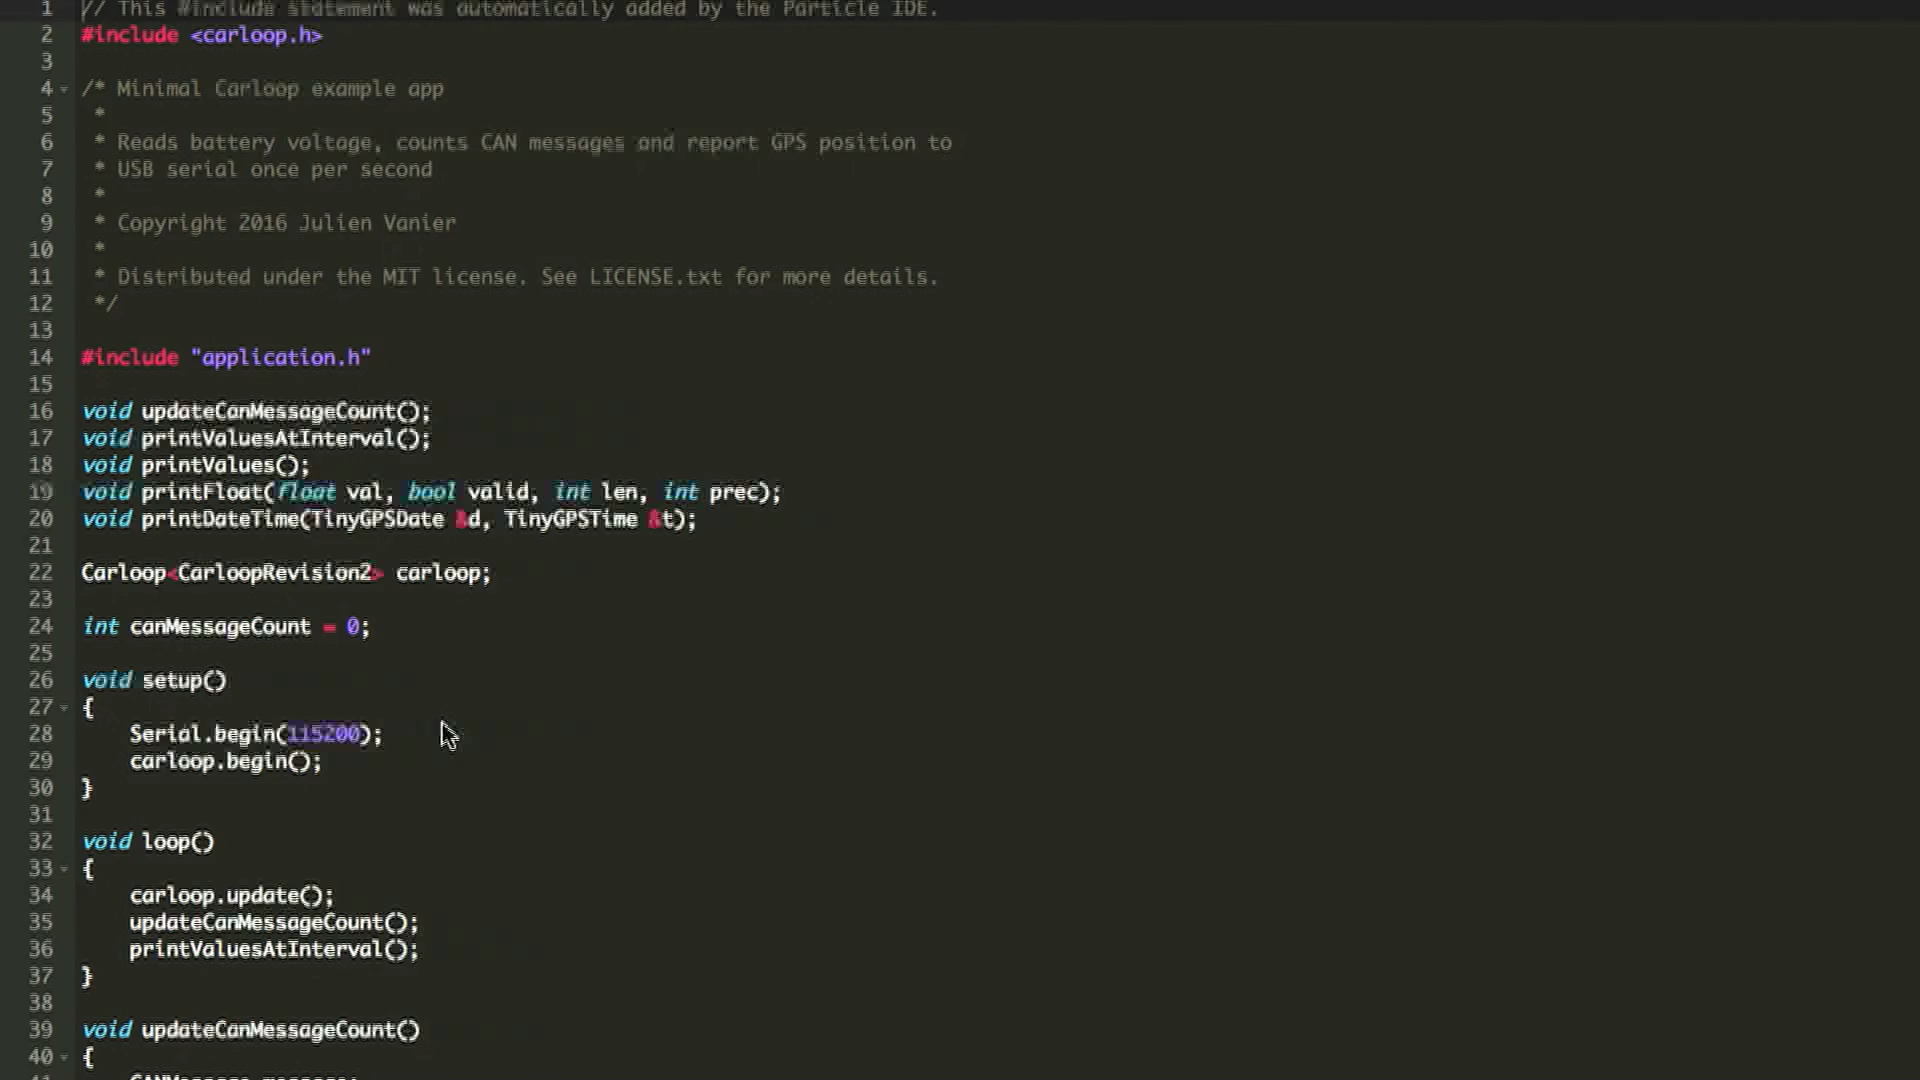 1 // This #include statement was automatically added by the Particle IDE.
2 #include <carloop.h>
3
4 /* Minimal Carloop example app
5 *
6 * Reads battery voltage, counts CAN messages and report GPS position to
7 * USB serial once per second
8 *
9 * Copyright 2016 Julien Vanier
10 *
11 * Distributed under the MIT license. See LICENSE.txt for more details.
12 */
13
14 #include "application.h"
15
16 void updateCanMessageCount();
17 void printValuesAtInterval();
18 void printValues();
19 void printFloat(float val, bool valid, int len, int prec);
20 void printDateTime(TinyGPSDate &d, TinyGPSTime &t);
21
22 Carloop<CarloopRevision2> carloop;
23
24 int canMessageCount = 0;
25
26 void setup()
27 {
28 Serial.begin(115200);
29 carloop.begin();
30 }
31
32 void loop()
33 {
34 carloop.update();
35 updateCanMessageCount();
36 printValuesAtInterval();
37 }
38
39 void updateCanMessageCount()
40 {